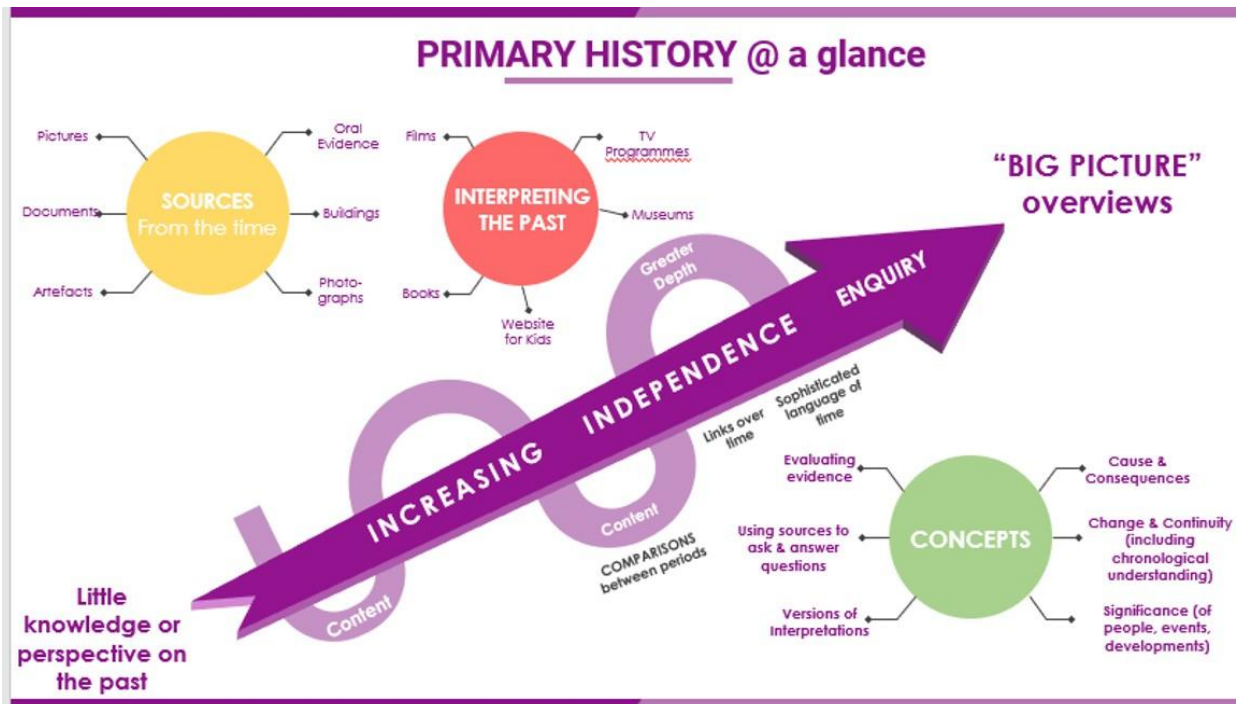 PRIMARY HISTORY @ a glance
Pictures
Documents
Artefacts
SOURCES
From the time
Oral
Evidence
Buildings
Photo-
graphs
Films
Books
INTERPRETING
THE PAST
TV
Programmes
Museums
Website
for Kids
"BIG PICTURE"
overviews
INCREASING INDEPENDENCE ENQUIRY
Content
Content
Greater
Depth
COMPARISONS
between periods
Links over
time
Sophisticated
language of
time
Little
knowledge or
perspective on
the past
Evaluating
evidence
Using sources to
ask & answer
questions
Versions of
Interpretations
CONCEPTS
Cause &
Consequences
Change & Continuity
(including
chronological
understanding)
Significance (of
people, events,
developments)